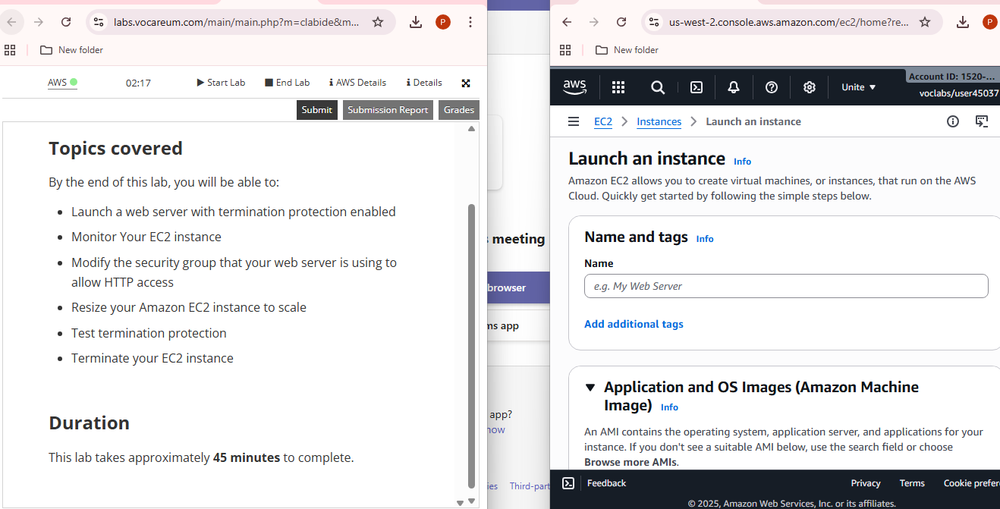 labs.vocareum.com/main/main.php?m=clabide&m...
P
New folder
AWS
02:17
Start Lab
End Lab
AWS Details
Details
Submit
Submission Report
Grades
Topics covered
By the end of this lab, you will be able to:
Launch a web server with termination protection enabled
Monitor Your EC2 instance
Modify the security group that your web server is using to
allow HTTP access
Resize your Amazon EC2 instance to scale
Test termination protection
Terminate your EC2 instance
Duration
This lab takes approximately 45 minutes to complete.
meeting
browser
app
app?
Third-part
us-west-2.console.aws.amazon.com/ec2/home?re...
P
New folder
aws
Unite
Account ID: 1520-...
voclabs/user45037
EC2
Instances
Launch an instance
Launch an instance Info
Amazon EC2 allows you to create virtual machines, or instances, that run on the AWS
Cloud. Quickly get started by following the simple steps below.
Name and tags Info
Name
e.g. My Web Server
Add additional tags
Application and OS Images (Amazon Machine
Image) Info
An AMI contains the operating system, application server, and applications for your
instance. If you don't see a suitable AMI below, use the search field or choose
Browse more AMIs.
Feedback
Privacy
Terms
Cookie prefer
© 2025, Amazon Web Services, Inc. or its affiliates.